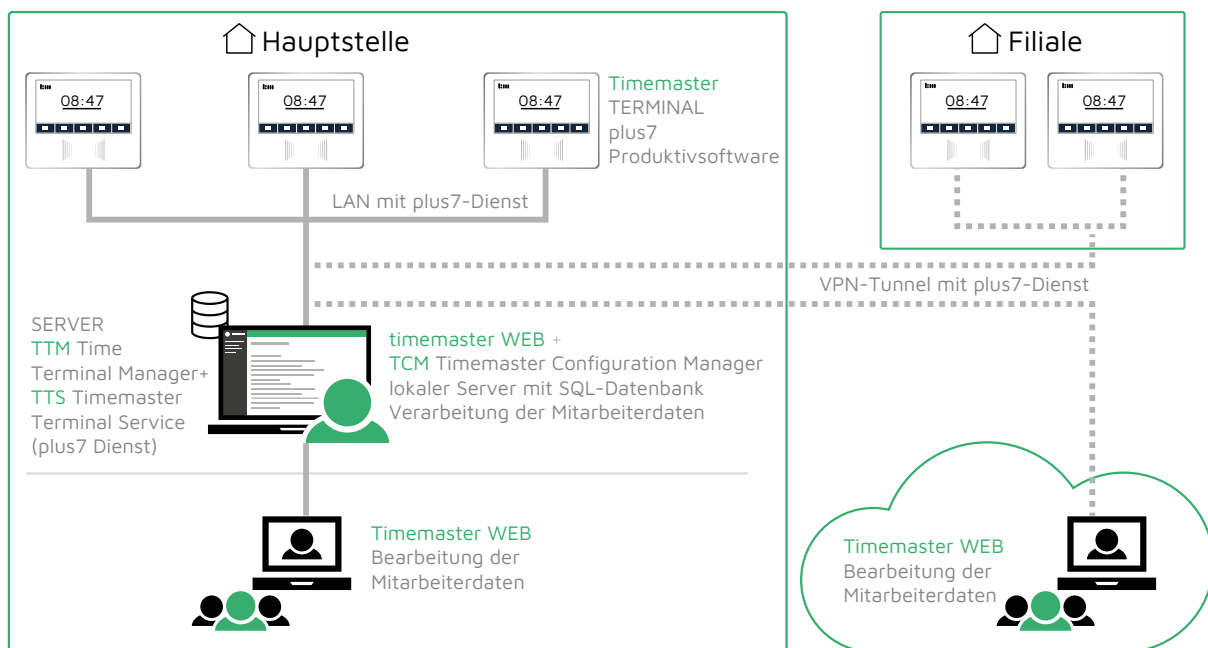 Hauptstelle
Filiale
08:47
08:47
08:47
Timemaster
TERMINAL
plus7
Produktivsoftware
08:47
08:47
LAN mit plus7-Dienst
VPN-Tunnel mit plus7-Dienst
SERVER
TTM Time
Terminal Manager+
TTS Timemaster
Terminal Service
(plus7 Dienst)
timemaster WEB +
TCM Timemaster Configuration Manager
lokaler Server mit SQL-Datenbank
Verarbeitung der Mitarbeiterdaten
Timemaster WEB
Bearbeitung der
Mitarbeiterdaten
Timemaster WEB
Bearbeitung der
Mitarbeiterdaten